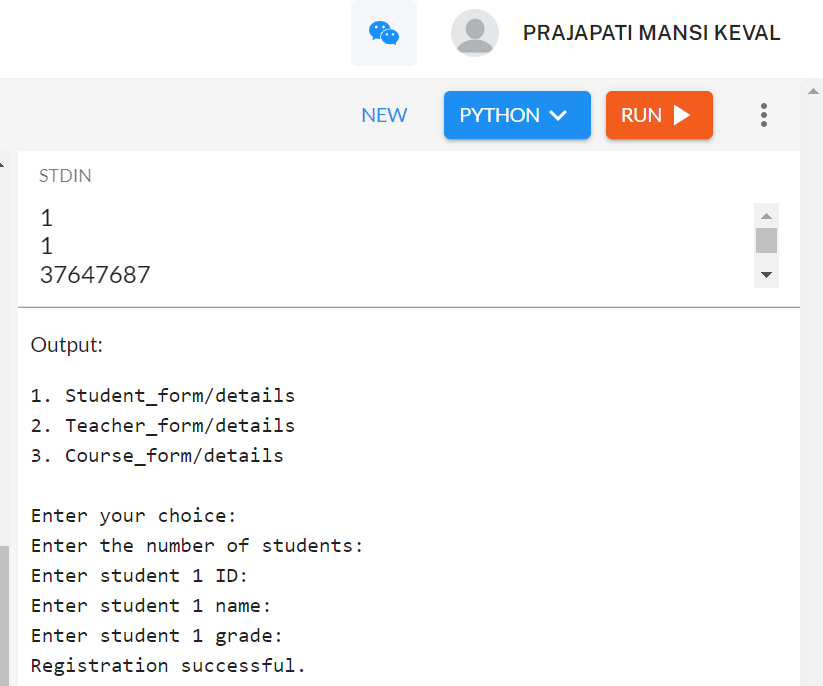 PRAJAPATI MANSI KEVAL
NEW PYTHON RUN
STDIN
1
1
37647687
Output:
1. Student_form/details
2. Teacher_form/details
3. Course_form/details
Enter your choice:
Enter the number of students:
Enter student 1 ID:
Enter student 1 name:
Enter student 1 grade:
Registration successful.